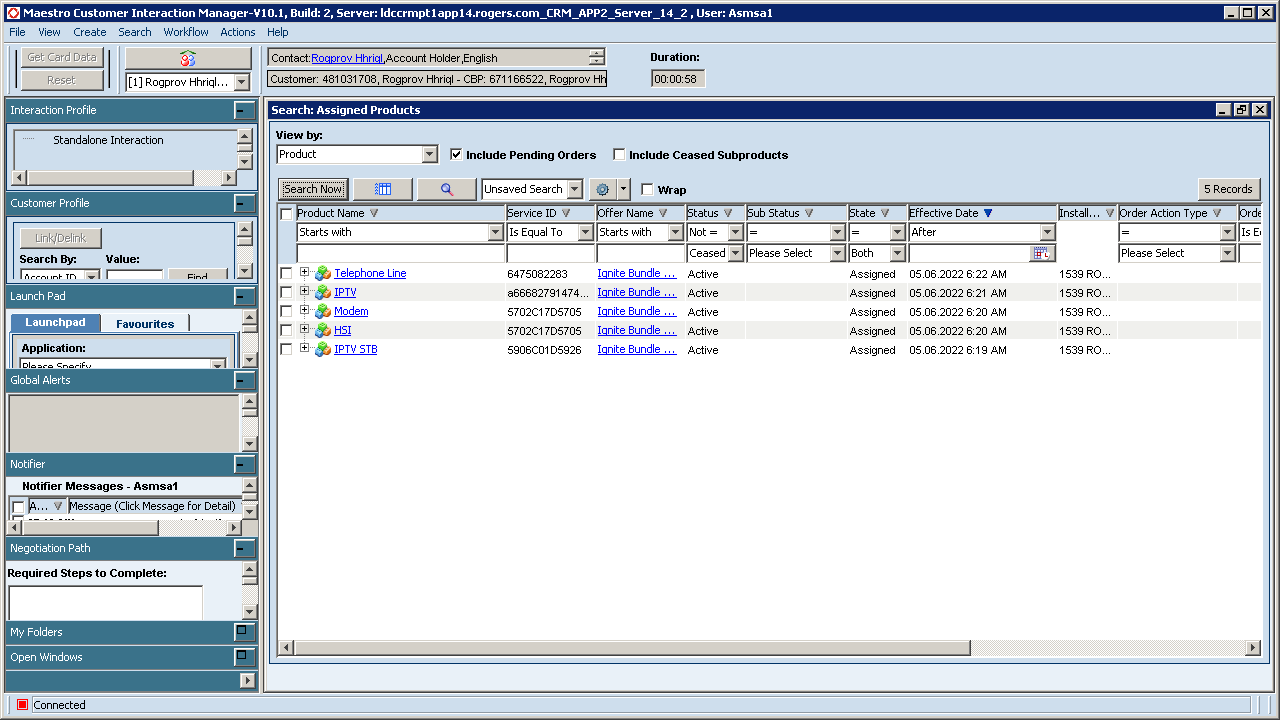 Maestro Customer Interaction Manager-V10.1, Build: 2, Server: ldccrmpt1app14.rogers.com_CRM_APP2_Server_14_2 , User: Asmsa1
File View Create Search Workflow Actions Help
Get Card Data
Reset
[1] Rogprov Hhriql...
Contact:Rogprov Hhriql,Account Holder,English
Customer: 481031708, Rogprov Hhriql - CBP: 671166522, Rogprov Hh
Duration:
00:00:58
Interaction Profile
Standalone Interaction
Customer Profile
Link/Delink
Search By: Value:
Account ID Find
Launch Pad
Launchpad Favourites
Application:
Please Specify
Global Alerts
Notifier
Notifier Messages - Asmsa1
A... Message (Click Message for Detail)
Negotiation Path
Required Steps to Complete:
My Folders
Open Windows
Search: Assigned Products
View by:
Product Include Pending Orders Include Ceased Subproducts
Search Now Unsaved Search Wrap 5 Records
Product Name Service ID Offer Name Status Sub Status State Effective Date Install... Order Action Type Orde
Starts with Is Equal To Starts with Not = = = After = Is E
Ceased Please Select Both Please Select
Telephone Line 6475082283 Ignite Bundle ... Active Assigned 05.06.2022 6:22 AM 1539 RO...
IPTV a66682791474... Ignite Bundle ... Active Assigned 05.06.2022 6:21 AM 1539 RO...
Modem 5702C17D5705 Ignite Bundle ... Active Assigned 05.06.2022 6:20 AM 1539 RO...
HSI 5702C17D5705 Ignite Bundle ... Active Assigned 05.06.2022 6:20 AM 1539 RO...
IPTV STB 5906C01D5926 Ignite Bundle ... Active Assigned 05.06.2022 6:19 AM 1539 RO...
Connected